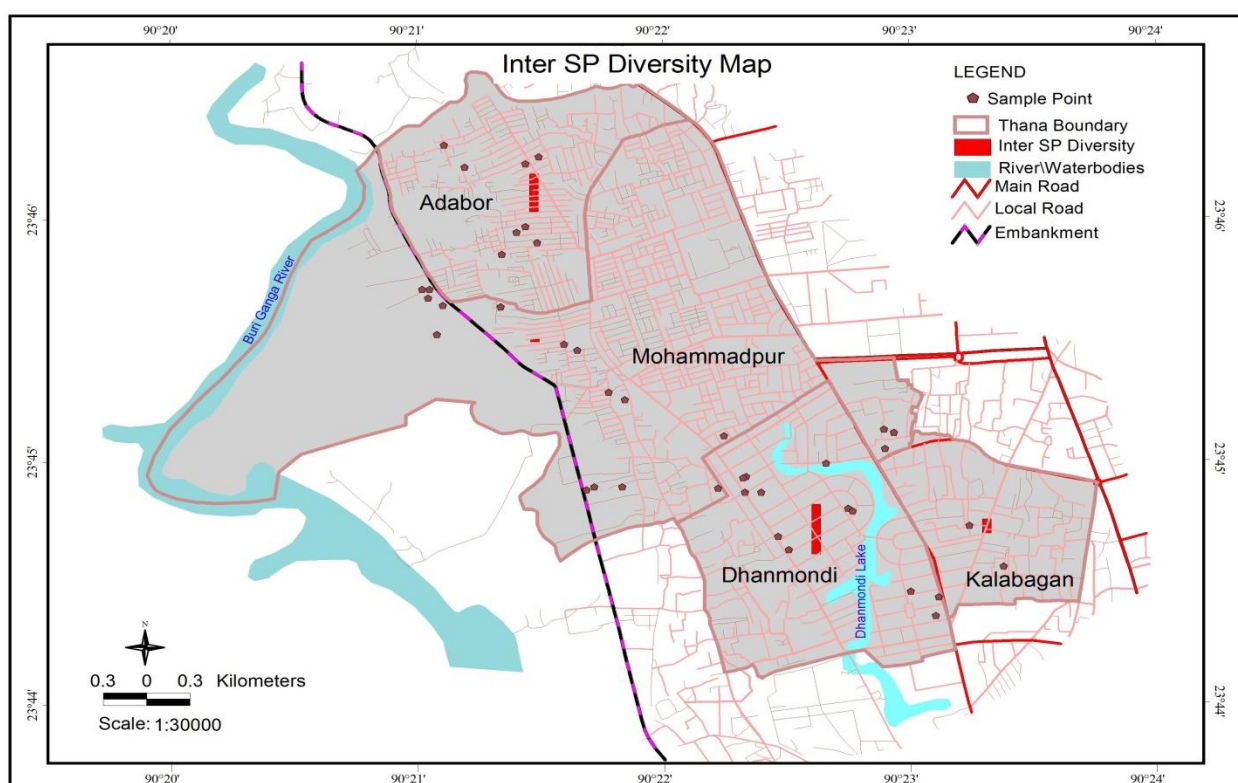 90°20' 90°21' 90°22' 90°23' 90°24'
Inter SP Diversity Map
LEGEND
Sample Point
Thana Boundary
Inter SP Diversity
River\Waterbodies
Main Road
Local Road
Embankment
23°46' 23°46'
Adabor
Buri Ganga River
Mohammadpur
23°45' 23°45'
Dhanmondi
Kalabagan
Dhanmondi Lake
N
0.3 0 0.3 Kilometers
Scale: 1:30000
23°44' 23°44'
90°20' 90°21' 90°22' 90°23' 90°24'